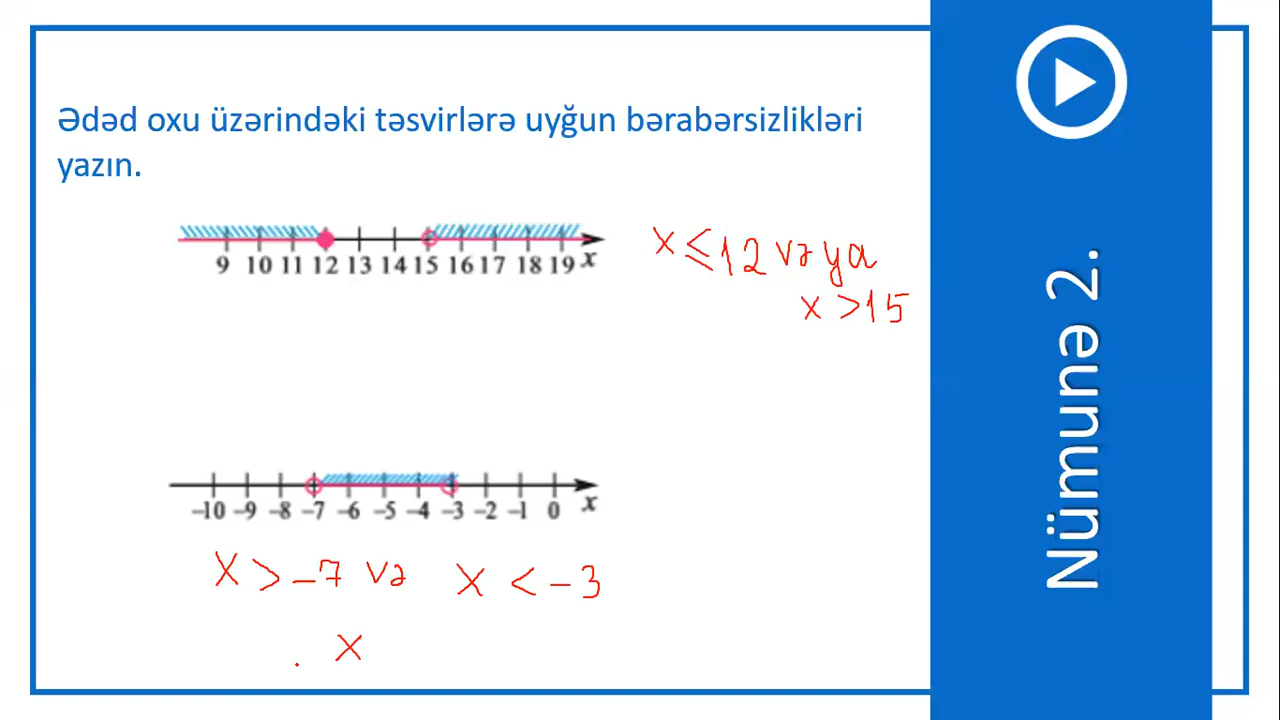 Ədəd oxu üzərindəki təsvirlərə uyğun bərabərsizlikləri
yazın.
9 10 11 12 13 14 15 16 17 18 19 x
x ≤ 12 və ya
x > 15
–10 –9 –8 –7 –6 –5 –4 –3 –2 –1 0 x
x > –7 və x < –3
. x
Nümunə 2.